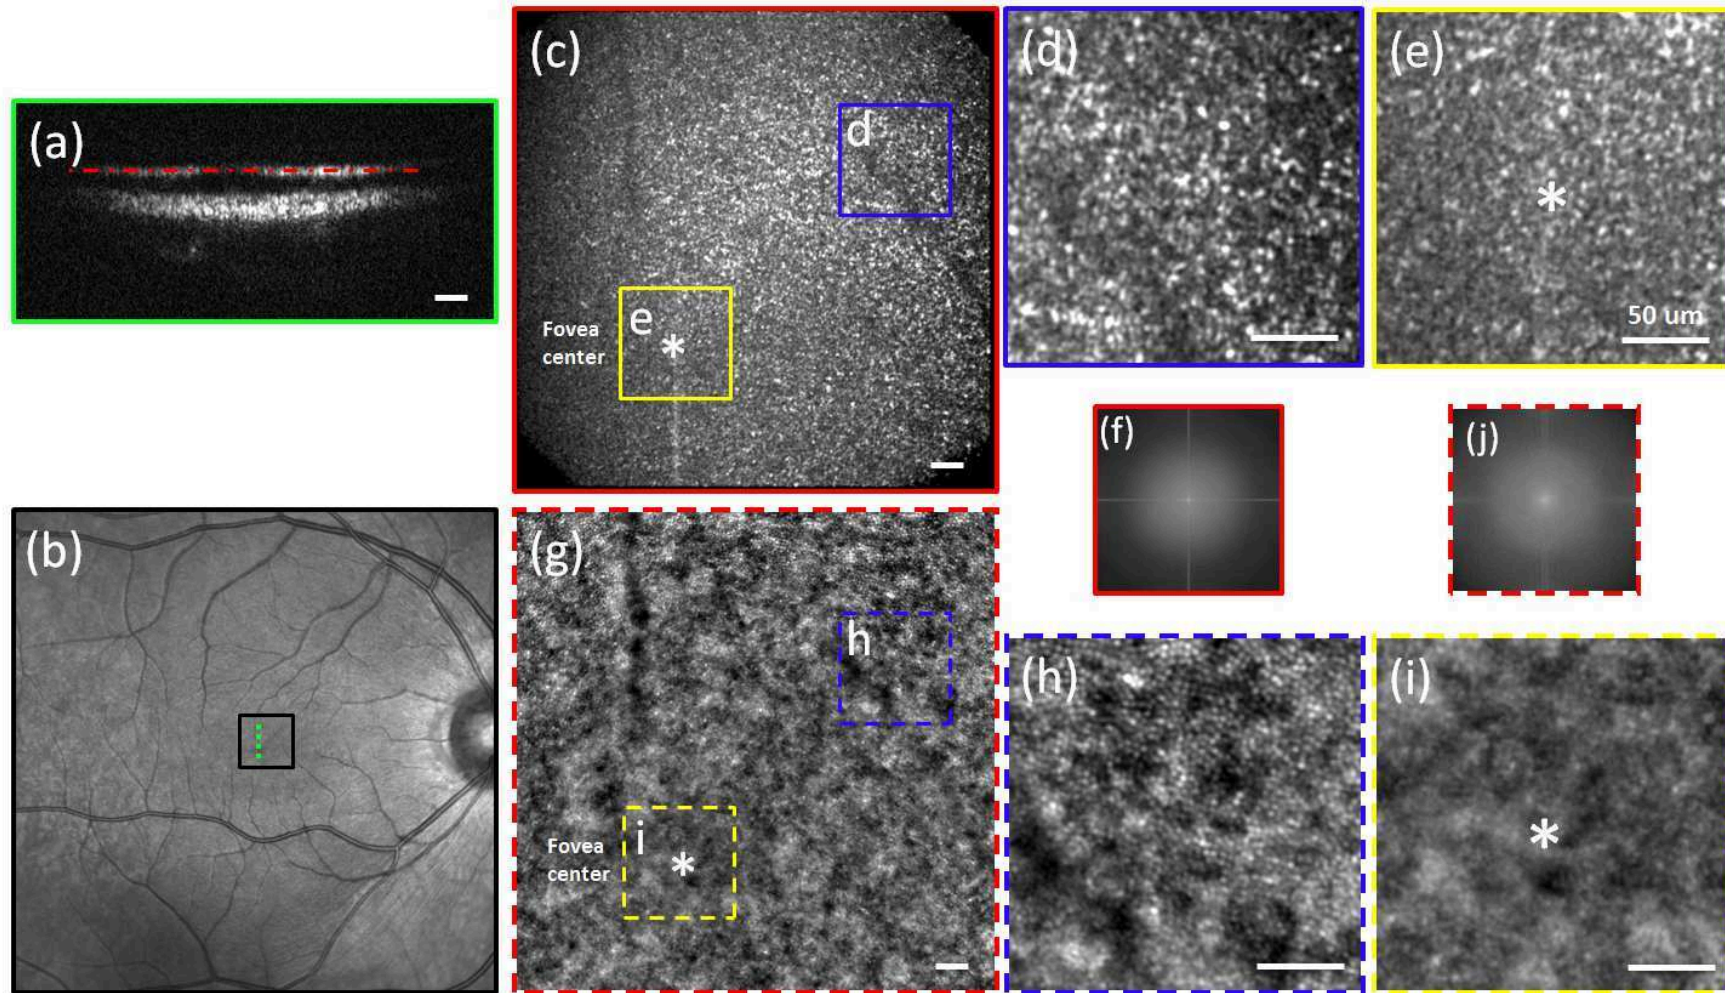 (a)
(b)
(c)
d
e
*
Fovea
center
(d)
(e)
*
50 um
(f)
(j)
(g)
h
i
*
Fovea
center
(h)
(i)
*